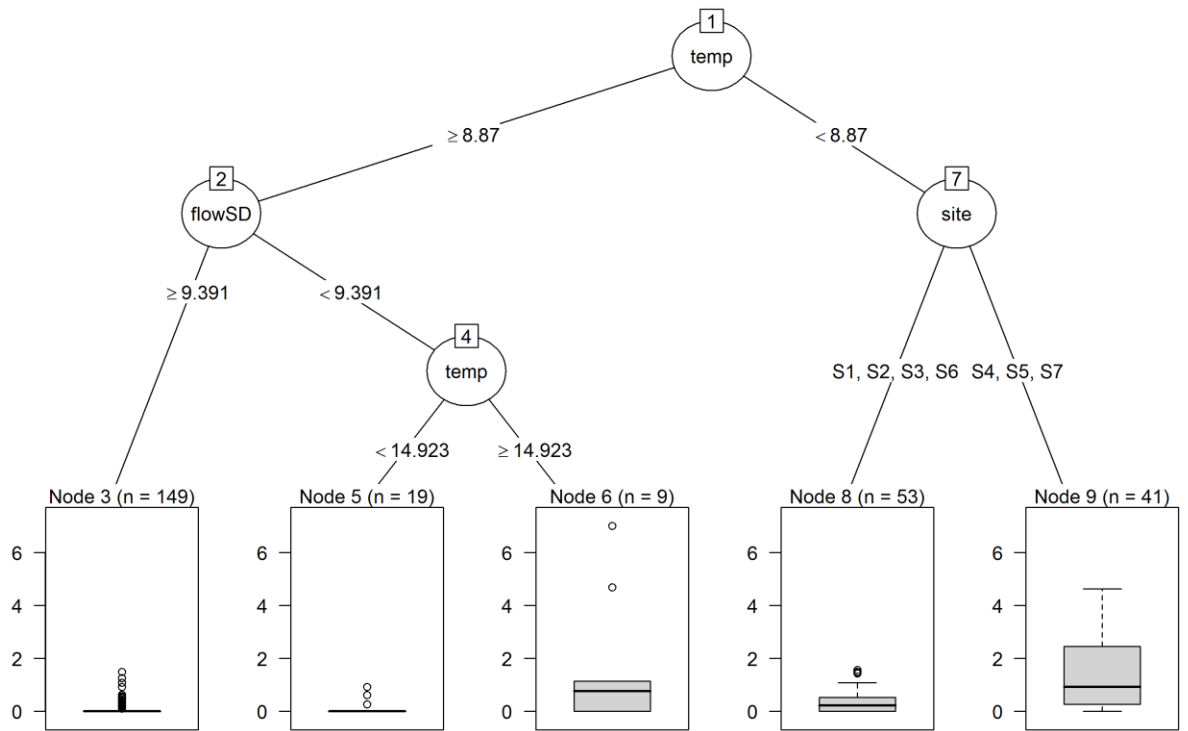 1
temp
≥ 8.87
< 8.87
2
flowSD
7
site
≥ 9.391
< 9.391
4
temp
S1, S2, S3, S6
S4, S5, S7
< 14.923
≥ 14.923
Node 3 (n = 149)
Node 5 (n = 19)
Node 6 (n = 9)
Node 8 (n = 53)
Node 9 (n = 41)
6
4
2
0
6
4
2
0
6
4
2
0
6
4
2
0
6
4
2
0